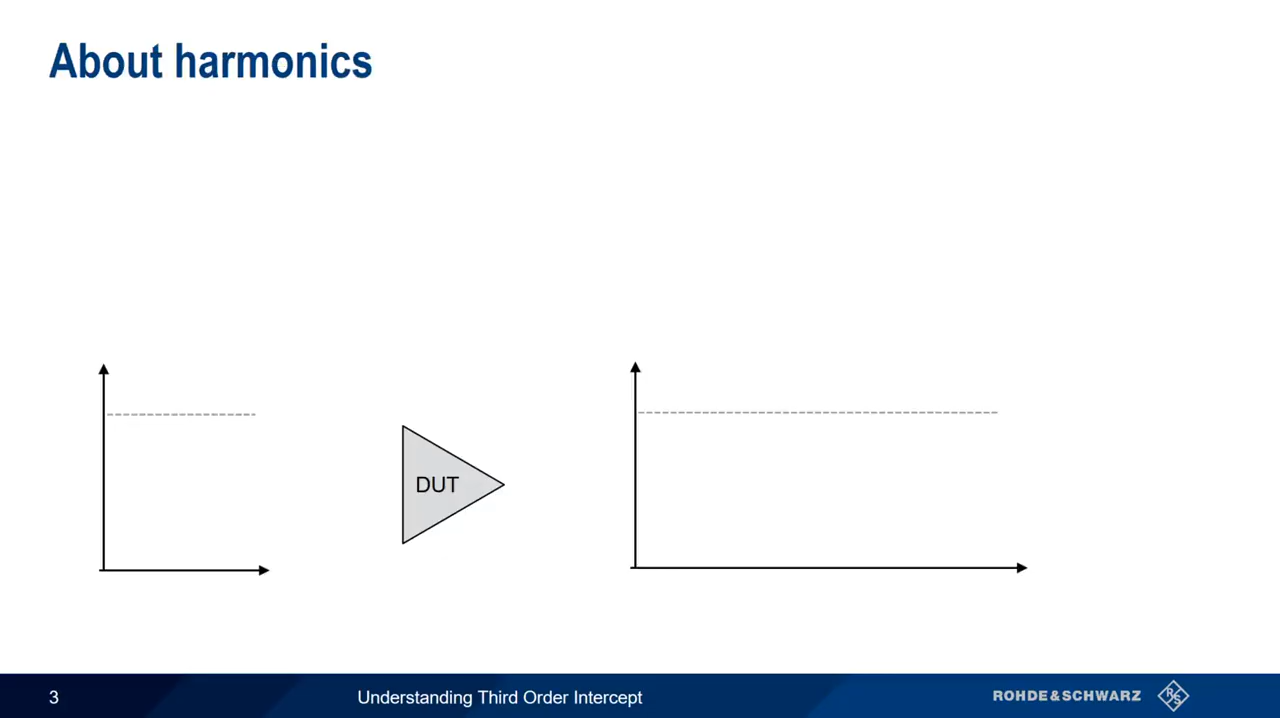 About harmonics
DUT
3
Understanding Third Order Intercept
ROHDE&SCHWARZ
R
S